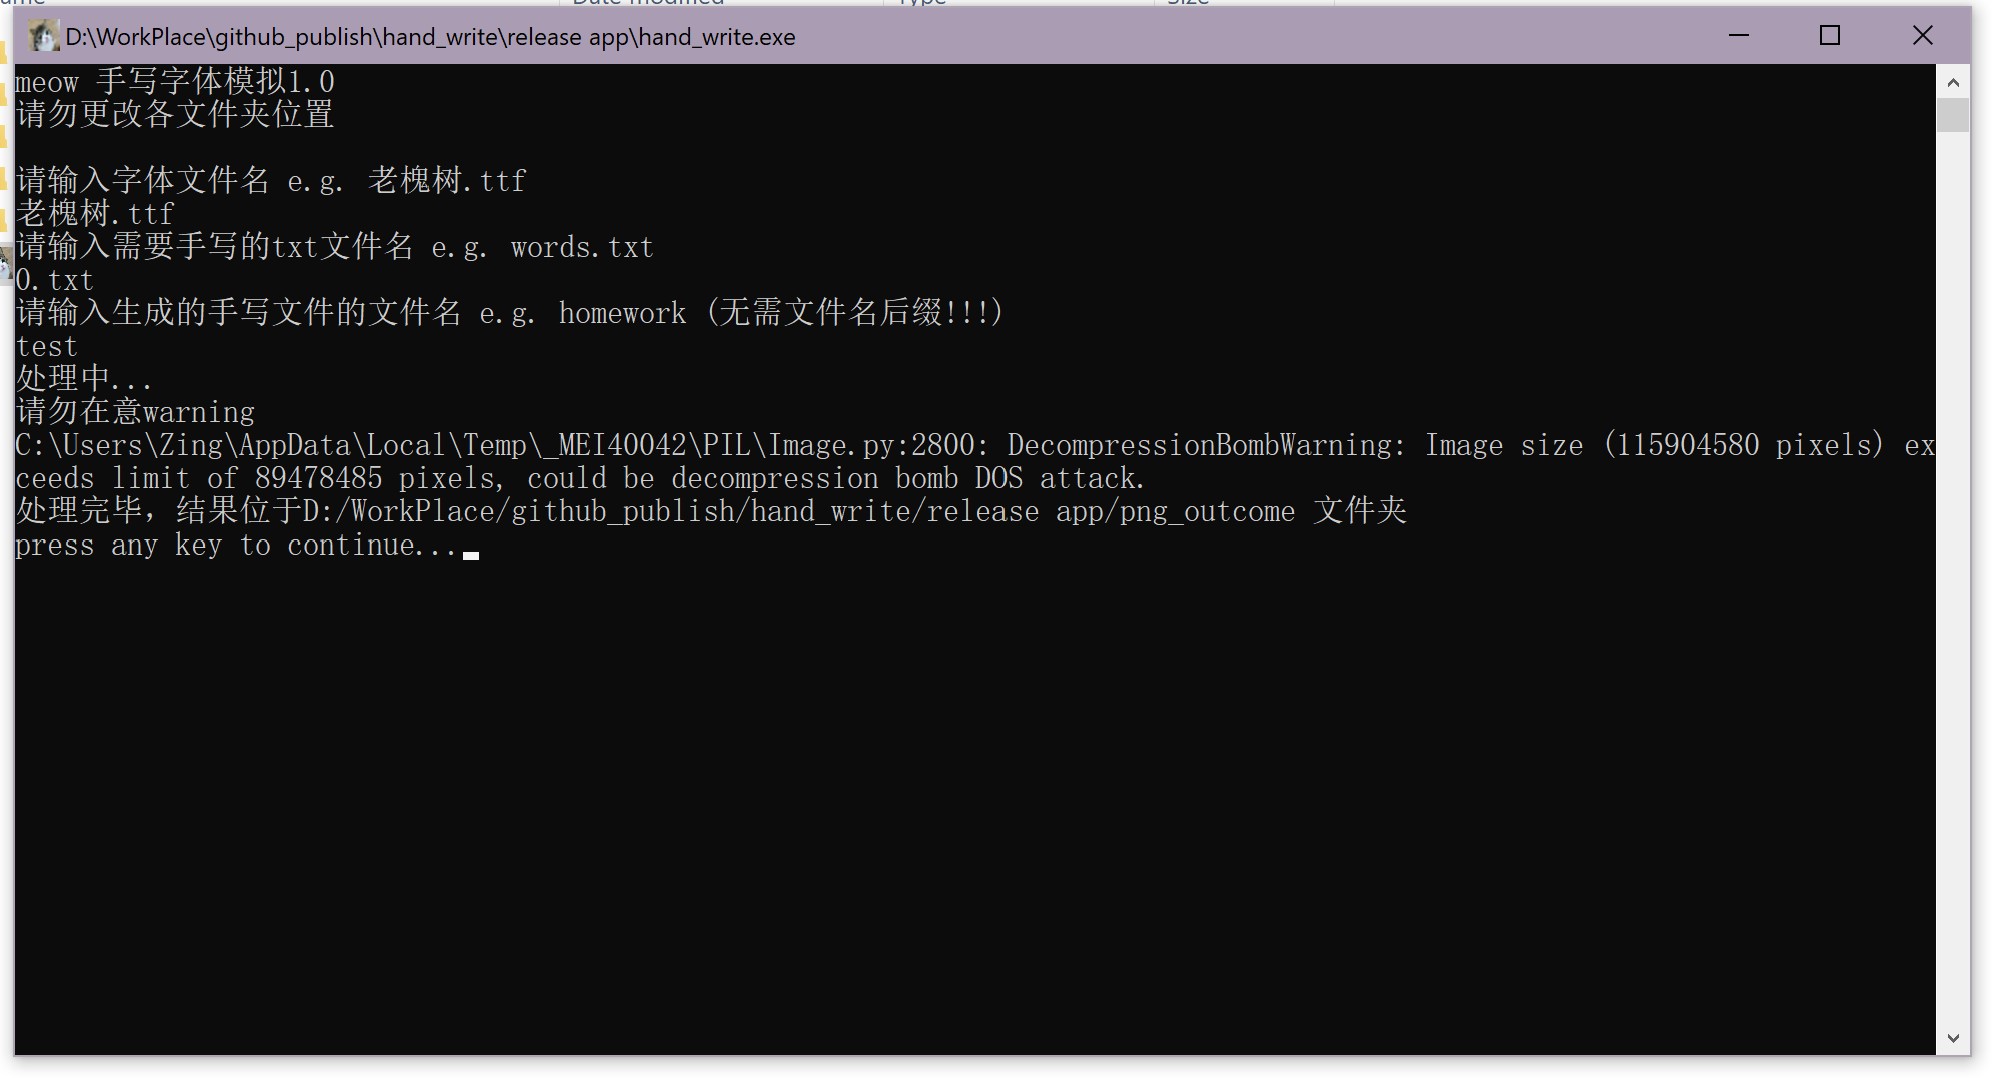 Date modified
Type
Size
D:\WorkPlace\github_publish\hand_write\release app\hand_write.exe
meow 手写字体模拟1.0
请勿更改各文件夹位置
请输入字体文件名 e.g. 老槐树.ttf
老槐树.ttf
请输入需要手写的txt文件名 e.g. words.txt
0.txt
请输入生成的手写文件的文件名 e.g. homework (无需文件名后缀!!!)
test
处理中...
请勿在意warning
C:\Users\Zing\AppData\Local\Temp\_MEI40042\PIL\Image.py:2800: DecompressionBombWarning: Image size (115904580 pixels) ex
ceeds limit of 89478485 pixels, could be decompression bomb DOS attack.
处理完毕，结果位于D:/WorkPlace/github_publish/hand_write/release app/png_outcome 文件夹
press any key to continue...